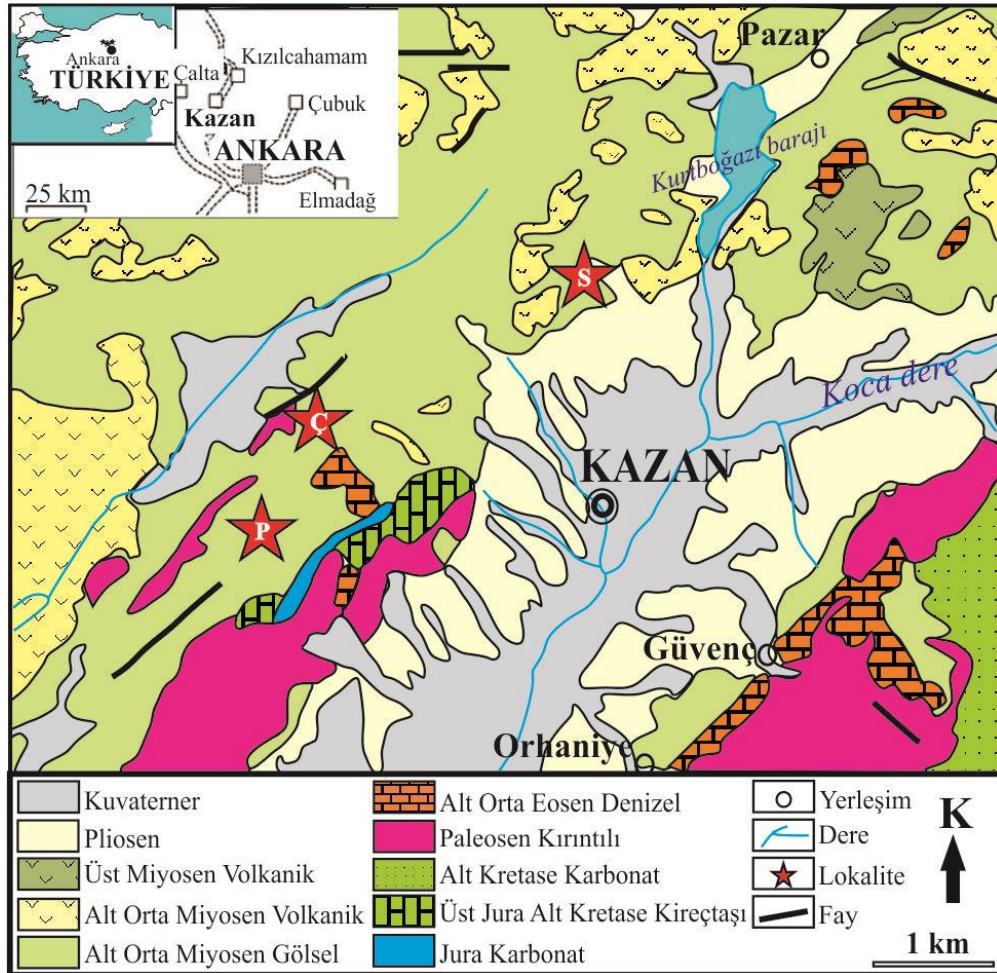 Ankara
TÜRKİYE
Kızılcahamam
Çalta
Kazan
Çubuk
ANKARA
Elmadağ
25 km
Pazar
Kurtboğazı barajı
S
Koca dere
Ç
KAZAN
P
Güvenç
Orhaniye
Kuvaterner
Pliosen
Üst Miyosen Volkanik
Alt Orta Miyosen Volkanik
Alt Orta Miyosen Gölsel
Alt Orta Eosen Denizel
Paleosen Kırıntılı
Alt Kretase Karbonat
Üst Jura Alt Kretase Kireçtaşı
Jura Karbonat
Yerleşim
Dere
Lokalite
Fay
K
1 km